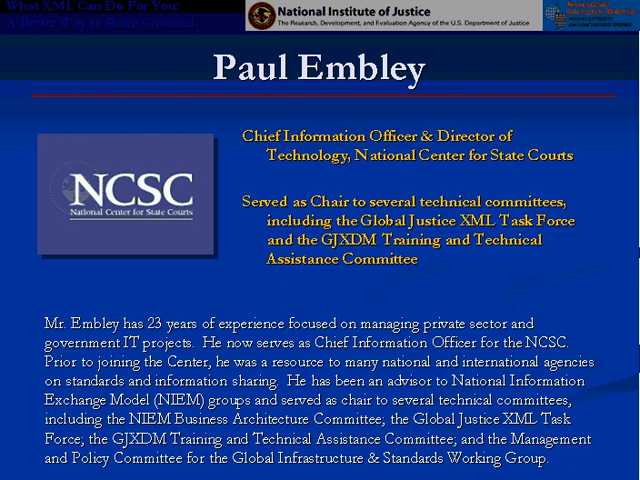 What XML Can Do For You:
A Better Way to Share Criminal…
National Institute of Justice
The Research, Development, and Evaluation Agency of the U.S. Department of Justice
Paul Embley
Chief Information Officer & Director of
Technology, National Center for State Courts
NCSC
National Center for State Courts
Served as Chair to several technical committees,
including the Global Justice XML Task Force
and the GJXDM Training and Technical
Assistance Committee
Mr. Embley has 23 years of experience focused on managing private sector and
government IT projects.  He now serves as Chief Information Officer for the NCSC.
Prior to joining the Center, he was a resource to many national and international agencies
on standards and information sharing.  He has been an advisor to National Information
Exchange Model (NIEM) groups and served as chair to several technical committees,
including the NIEM Business Architecture Committee; the Global Justice XML Task
Force; the GJXDM Training and Technical Assistance Committee; and the Management
and Policy Committee for the Global Infrastructure & Standards Working Group.